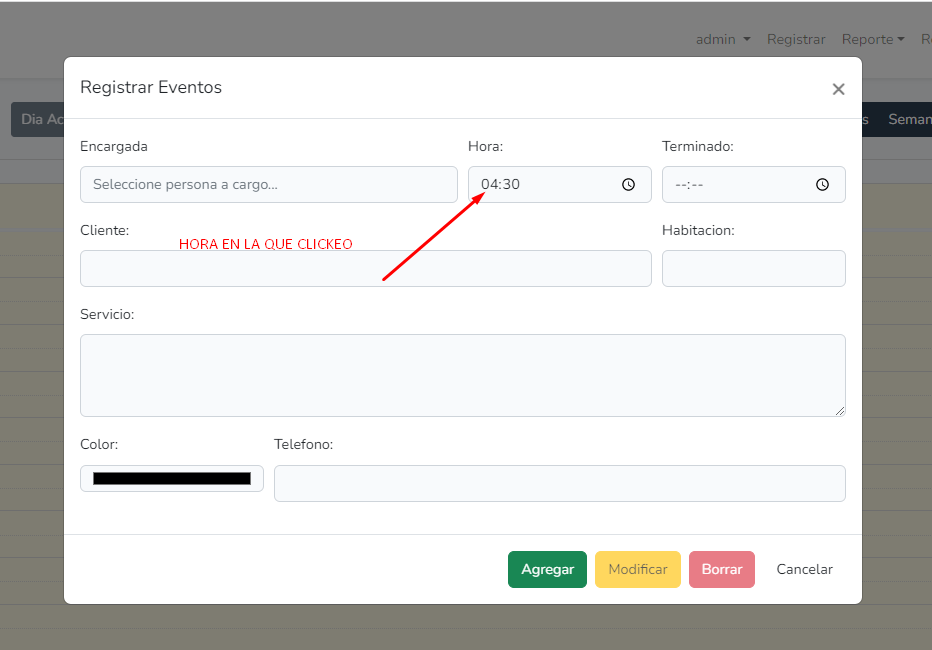 admin Registrar Reporte
Registrar Eventos
Dia Seman
Encargada Hora: Terminado:
Seleccione persona a cargo... 04:30 --:--
Cliente: Habitacion:
HORA EN LA QUE CLICKEO
Servicio:
Color: Telefono:
Agregar Modificar Borrar Cancelar